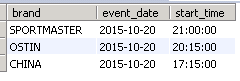 brand event_date start_time
SPORTMASTER 2015-10-20 21:00:00
OSTIN 2015-10-20 20:15:00
CHINA 2015-10-20 17:15:00